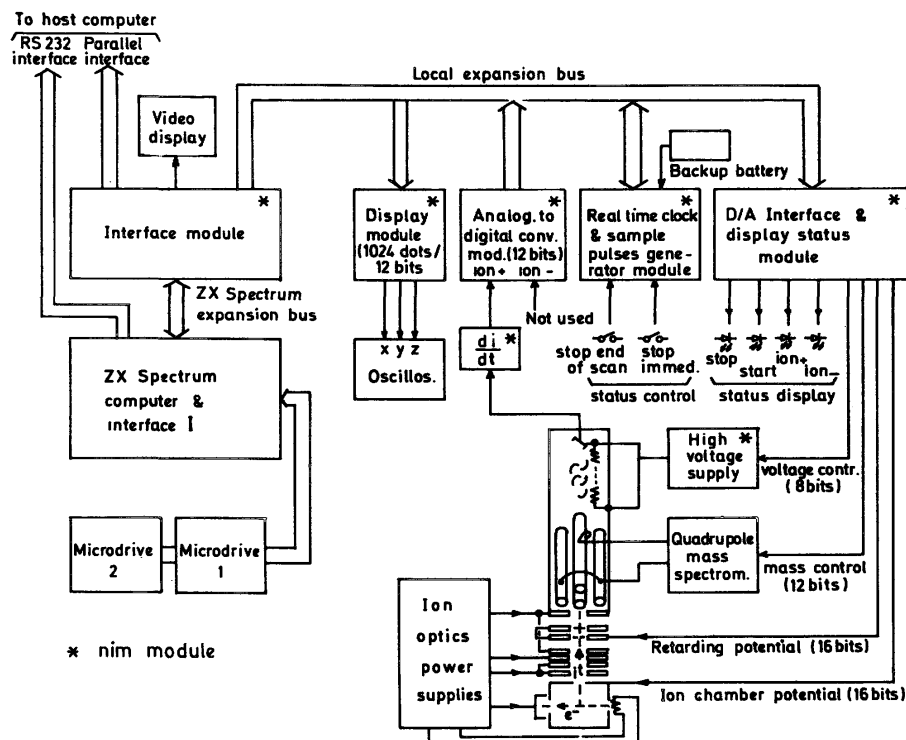 To host computer
RS 232 Parallel
interface interface
Local expansion bus
Video
display
Backup battery
*
Interface module
*
Display
module
(1024 dots/
12 bits
*
Analog. to
digital conv.
mod. (12 bits)
ion + ion -
*
Real time clock
& sample
pulses gene-
rator module
*
D/A Interface &
display status
module
ZX Spectrum
expansion bus
Not used
x y z
Oscillos.
di
dt
*
stop end
of scan
stop
immed.
status control
stop
start
ion+
ion-
status display
ZX Spectrum
computer &
interface I
High *
voltage
supply
voltage contr.
(8 bits)
Microdrive
2
Microdrive
1
Quadrupole
mass
spectrom.
mass control
(12 bits)
Ion
optics
power
supplies
* nim module
Retarding potential (16 bits)
Ion chamber potential (16 bits)
e-